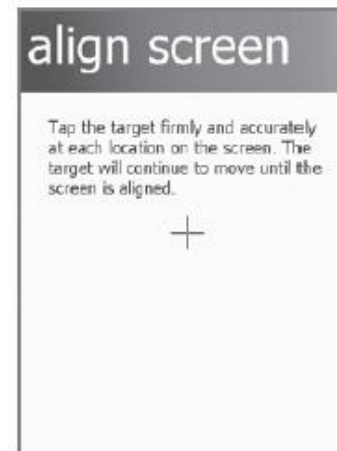 align screen
Tap the target firmly and accurately
at each location on the screen. The
target will continue to move until the
screen is aligned.